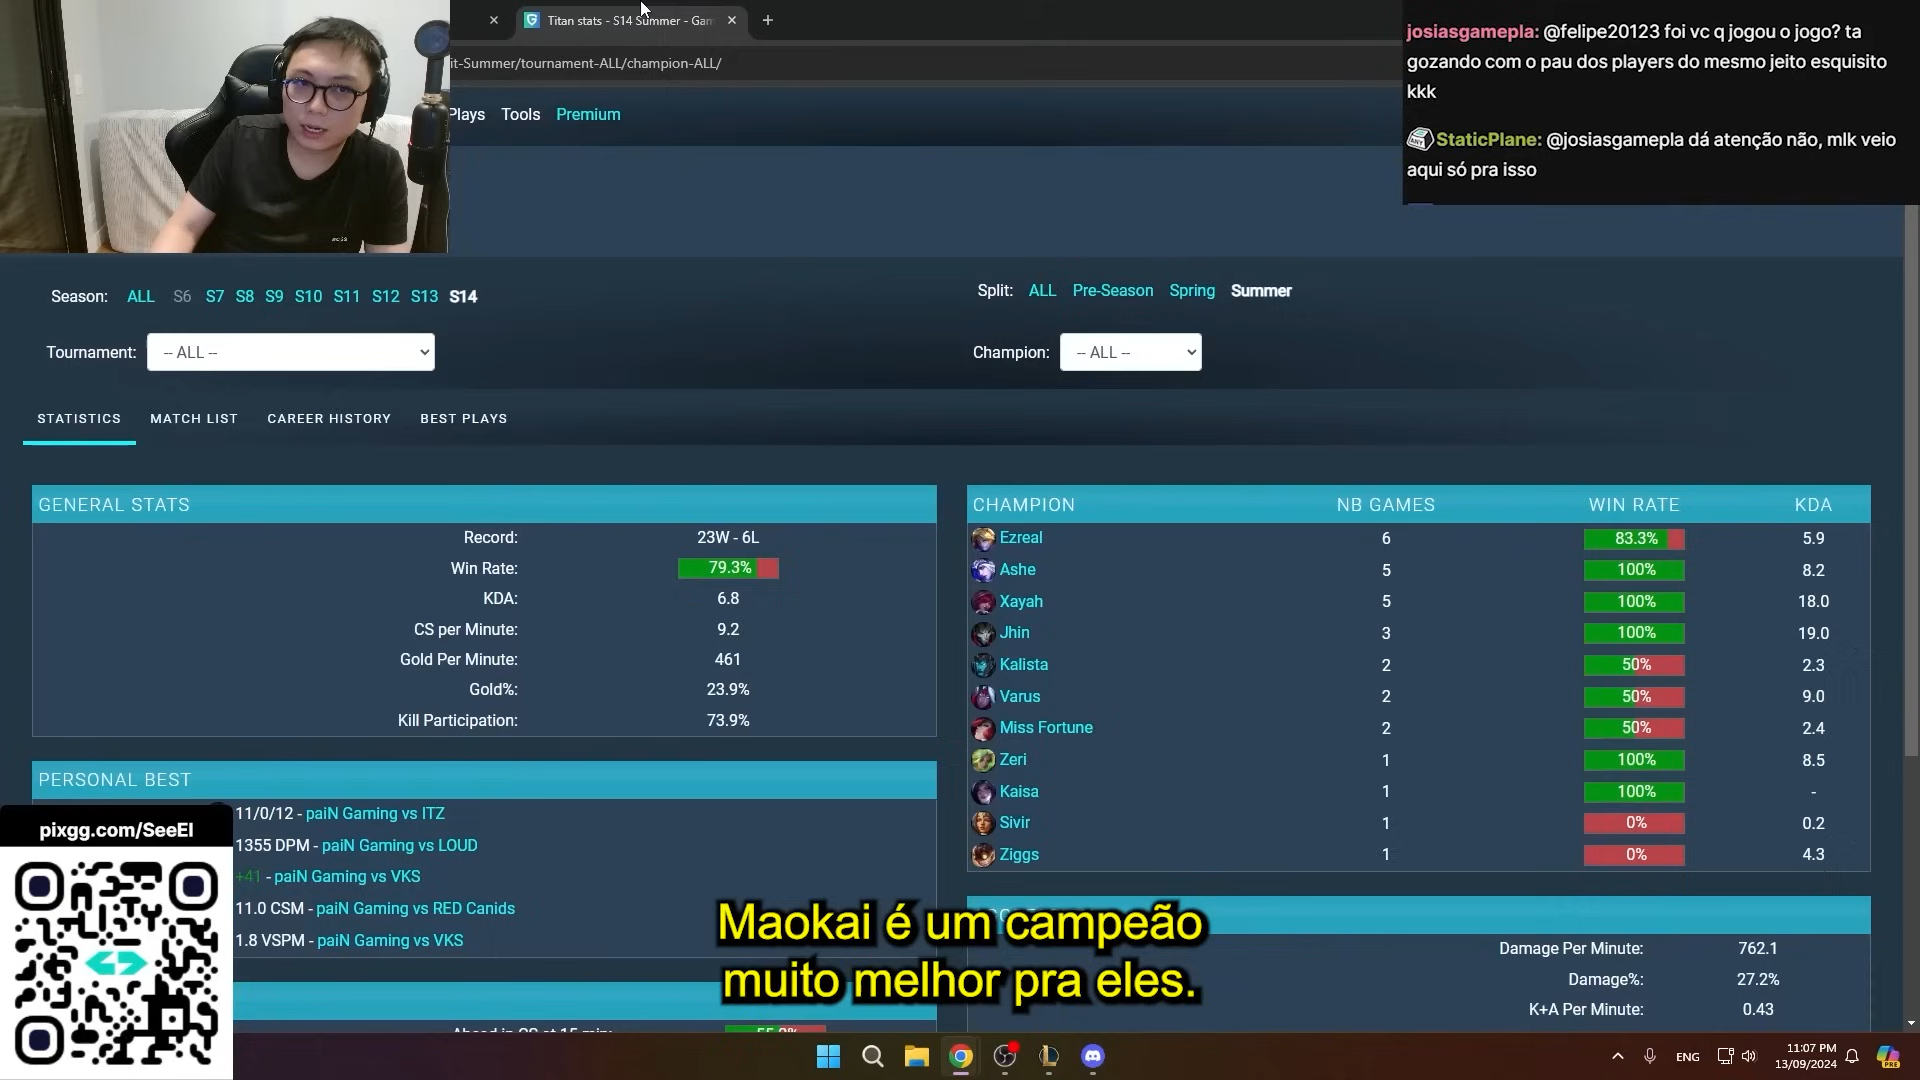 Titan stats - S14 Summer - Gam
it-Summer/tournament-ALL/champion-ALL/
Plays Tools Premium
josiasgamepla: @felipe20123 foi vc q jogou o jogo? ta
gozando com o pau dos players do mesmo jeito esquisito
kkk
StaticPlane: @josiasgamepla dá atenção não, mlk veio
aqui só pra isso
Season: ALL S6 S7 S8 S9 S10 S11 S12 S13 S14
Split: ALL Pre-Season Spring Summer
Tournament: -- ALL --
Champion: -- ALL --
STATISTICS MATCH LIST CAREER HISTORY BEST PLAYS
GENERAL STATS
Record: 23W - 6L
Win Rate: 79.3%
KDA: 6.8
CS per Minute: 9.2
Gold Per Minute: 461
Gold%: 23.9%
Kill Participation: 73.9%
CHAMPION NB GAMES WIN RATE KDA
Ezreal 6 83.3% 5.9
Ashe 5 100% 8.2
Xayah 5 100% 18.0
Jhin 3 100% 19.0
Kalista 2 50% 2.3
Varus 2 50% 9.0
Miss Fortune 2 50% 2.4
Zeri 1 100% 8.5
Kaisa 1 100% -
Sivir 1 0% 0.2
Ziggs 1 0% 4.3
PERSONAL BEST
11/0/12 - paiN Gaming vs ITZ
1355 DPM - paiN Gaming vs LOUD
+41 - paiN Gaming vs VKS
11.0 CSM - paiN Gaming vs RED Canids
1.8 VSPM - paiN Gaming vs VKS
pixgg.com/SeeEl
Damage Per Minute: 762.1
Damage%: 27.2%
K+A Per Minute: 0.43
Ahead in CS at 15 min: 55.2%
Maokai é um campeão
muito melhor pra eles.
ENG
11:07 PM
13/09/2024
PRE